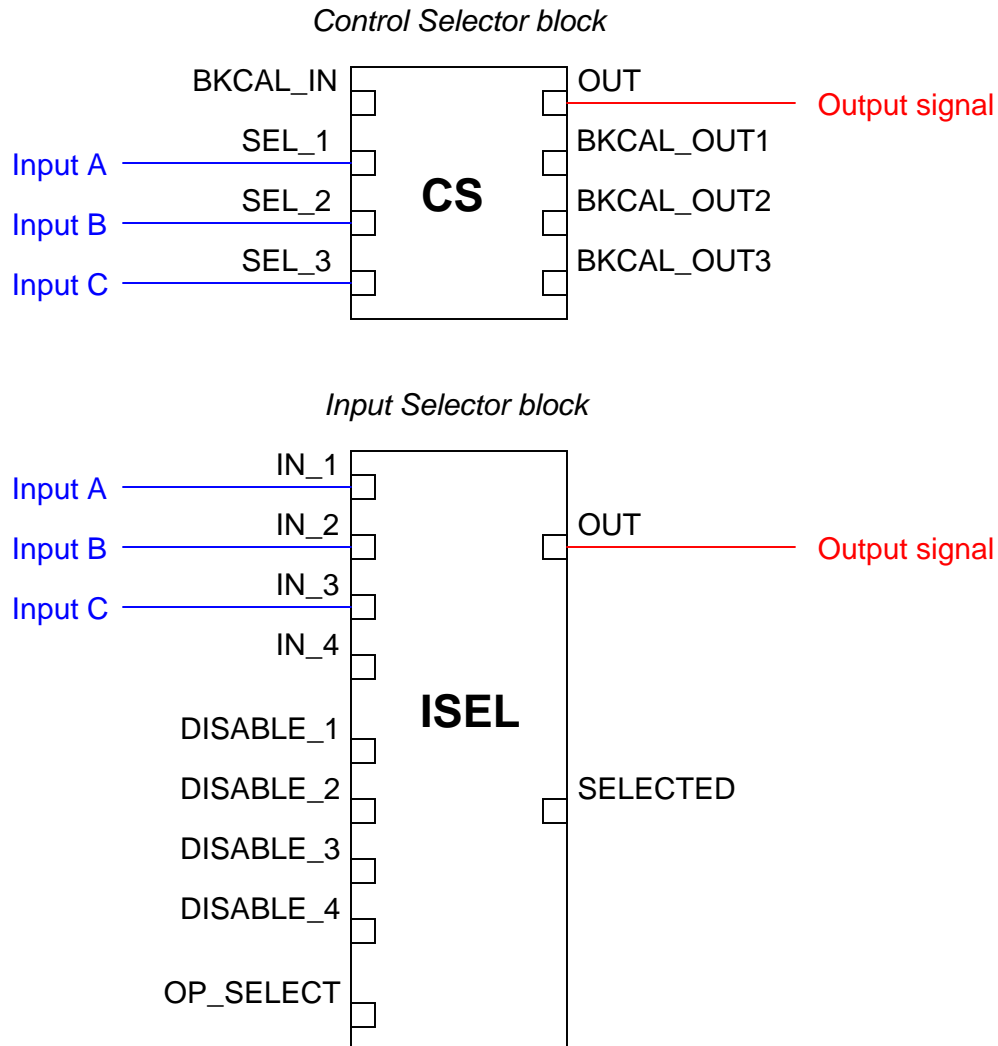 Control Selector block
BKCAL_IN
OUT
Output signal
SEL_1
BKCAL_OUT1
Input A
CS
SEL_2
BKCAL_OUT2
Input B
SEL_3
BKCAL_OUT3
Input C
Input Selector block
IN_1
Input A
IN_2
OUT
Input B
Output signal
IN_3
Input C
IN_4
ISEL
DISABLE_1
DISABLE_2
SELECTED
DISABLE_3
DISABLE_4
OP_SELECT